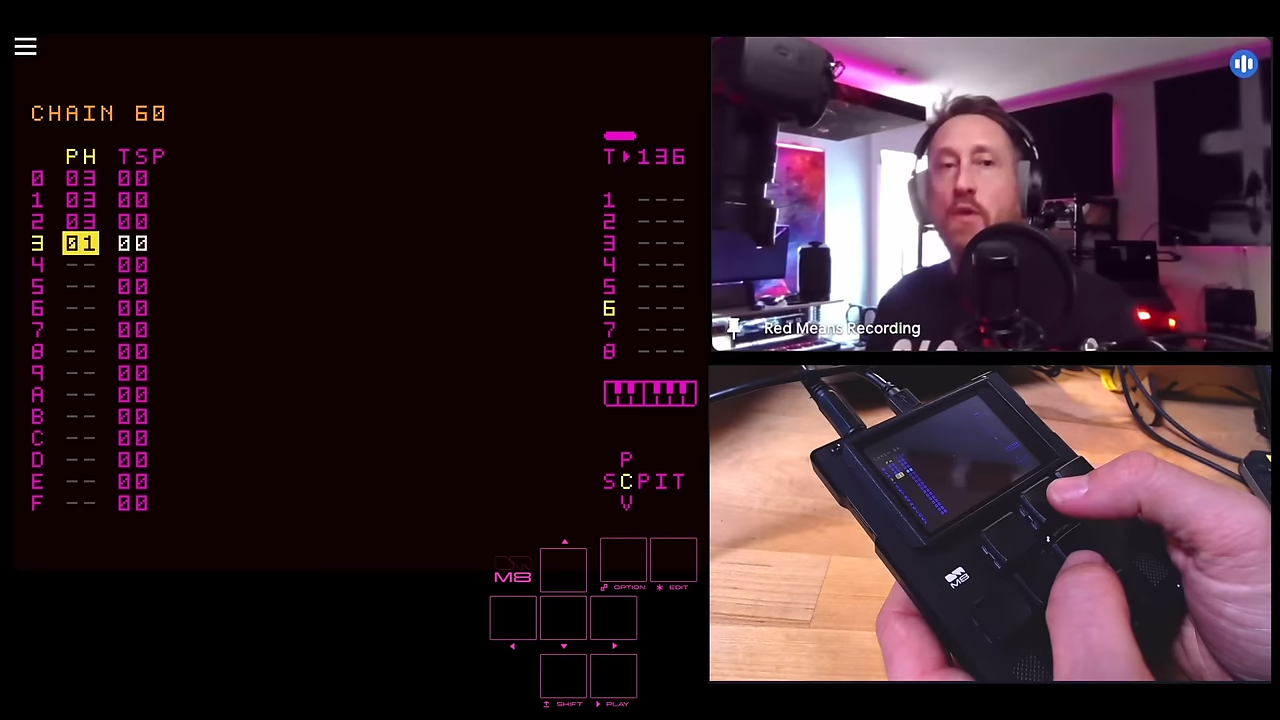 CHAIN 60
PH TSP
0 03 00
1 03 00
2 03 00
3 01 00
4 -- 00
5 -- 00
6 -- 00
7 -- 00
8 -- 00
9 -- 00
A -- 00
B -- 00
C -- 00
D -- 00
E -- 00
F -- 00
T▸136
1 ---
2 ---
3 ---
4 ---
5 ---
6 ---
7 ---
8 ---
P
SCPIT
V
M8
OPTION
EDIT
SHIFT
PLAY
Red Means Recording
M8